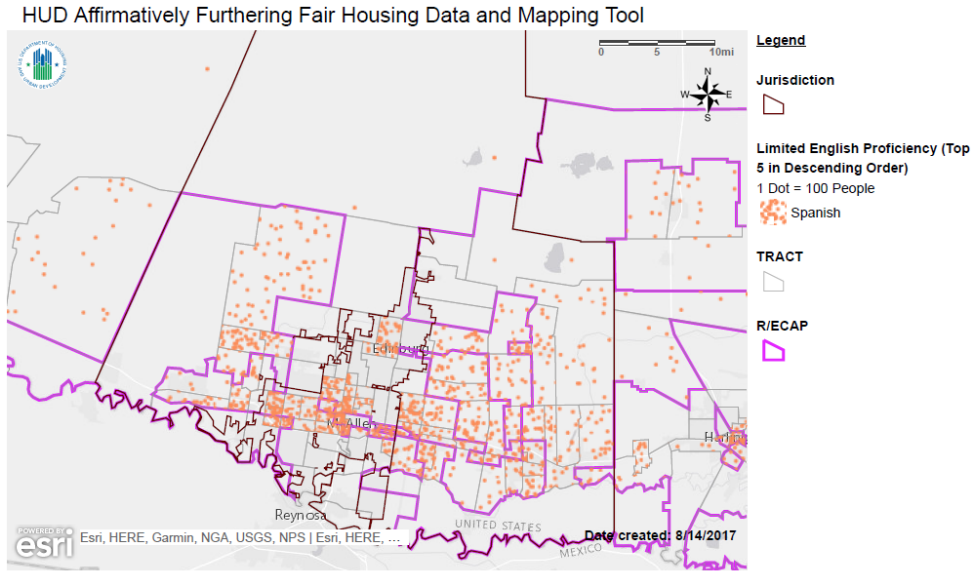 HUD Affirmatively Furthering Fair Housing Data and Mapping Tool
0 5 10mi
N
W E
S
Legend
Jurisdiction
Limited English Proficiency (Top
5 in Descending Order)
1 Dot = 100 People
Spanish
TRACT
R/ECAP
Edinburg
McAllen
Harling
Reynosa
UNITED STATES
MEXICO
Date created: 8/14/2017
POWERED BY
esri
Esri, HERE, Garmin, NGA, USGS, NPS | Esri, HERE, ...